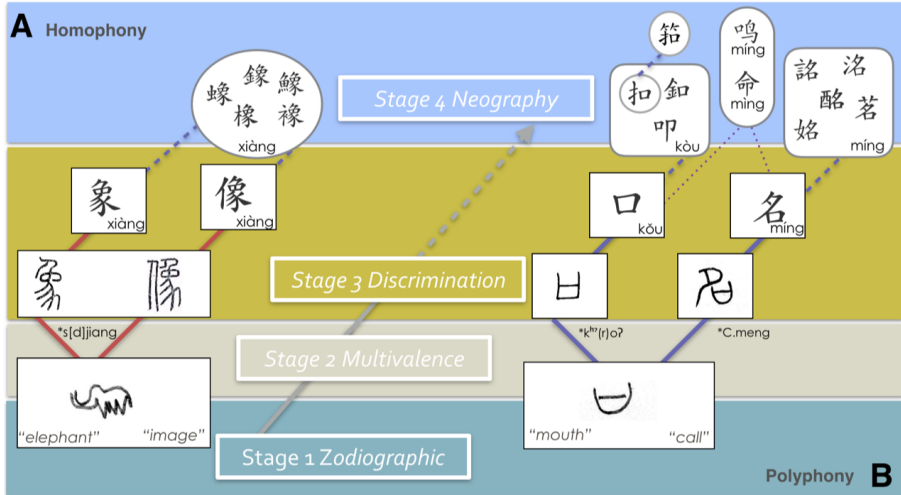 A Homophony
Stage 4 Neography
鐌
蟓 鱌
橡 襐
xiàng
筘
扣 釦
叩
kòu
鸣
míng
命
mìng
詺 洺
酩 茗
姳
míng
象
xiàng
像
xiàng
口
kǒu
名
míng
Stage 3 Discrimination
*s[d]jiang
*kʰˤ(r)oʔ
*C.meng
Stage 2 Multivalence
"elephant" "image"
"mouth" "call"
Stage 1 Zodiographic
Polyphony B